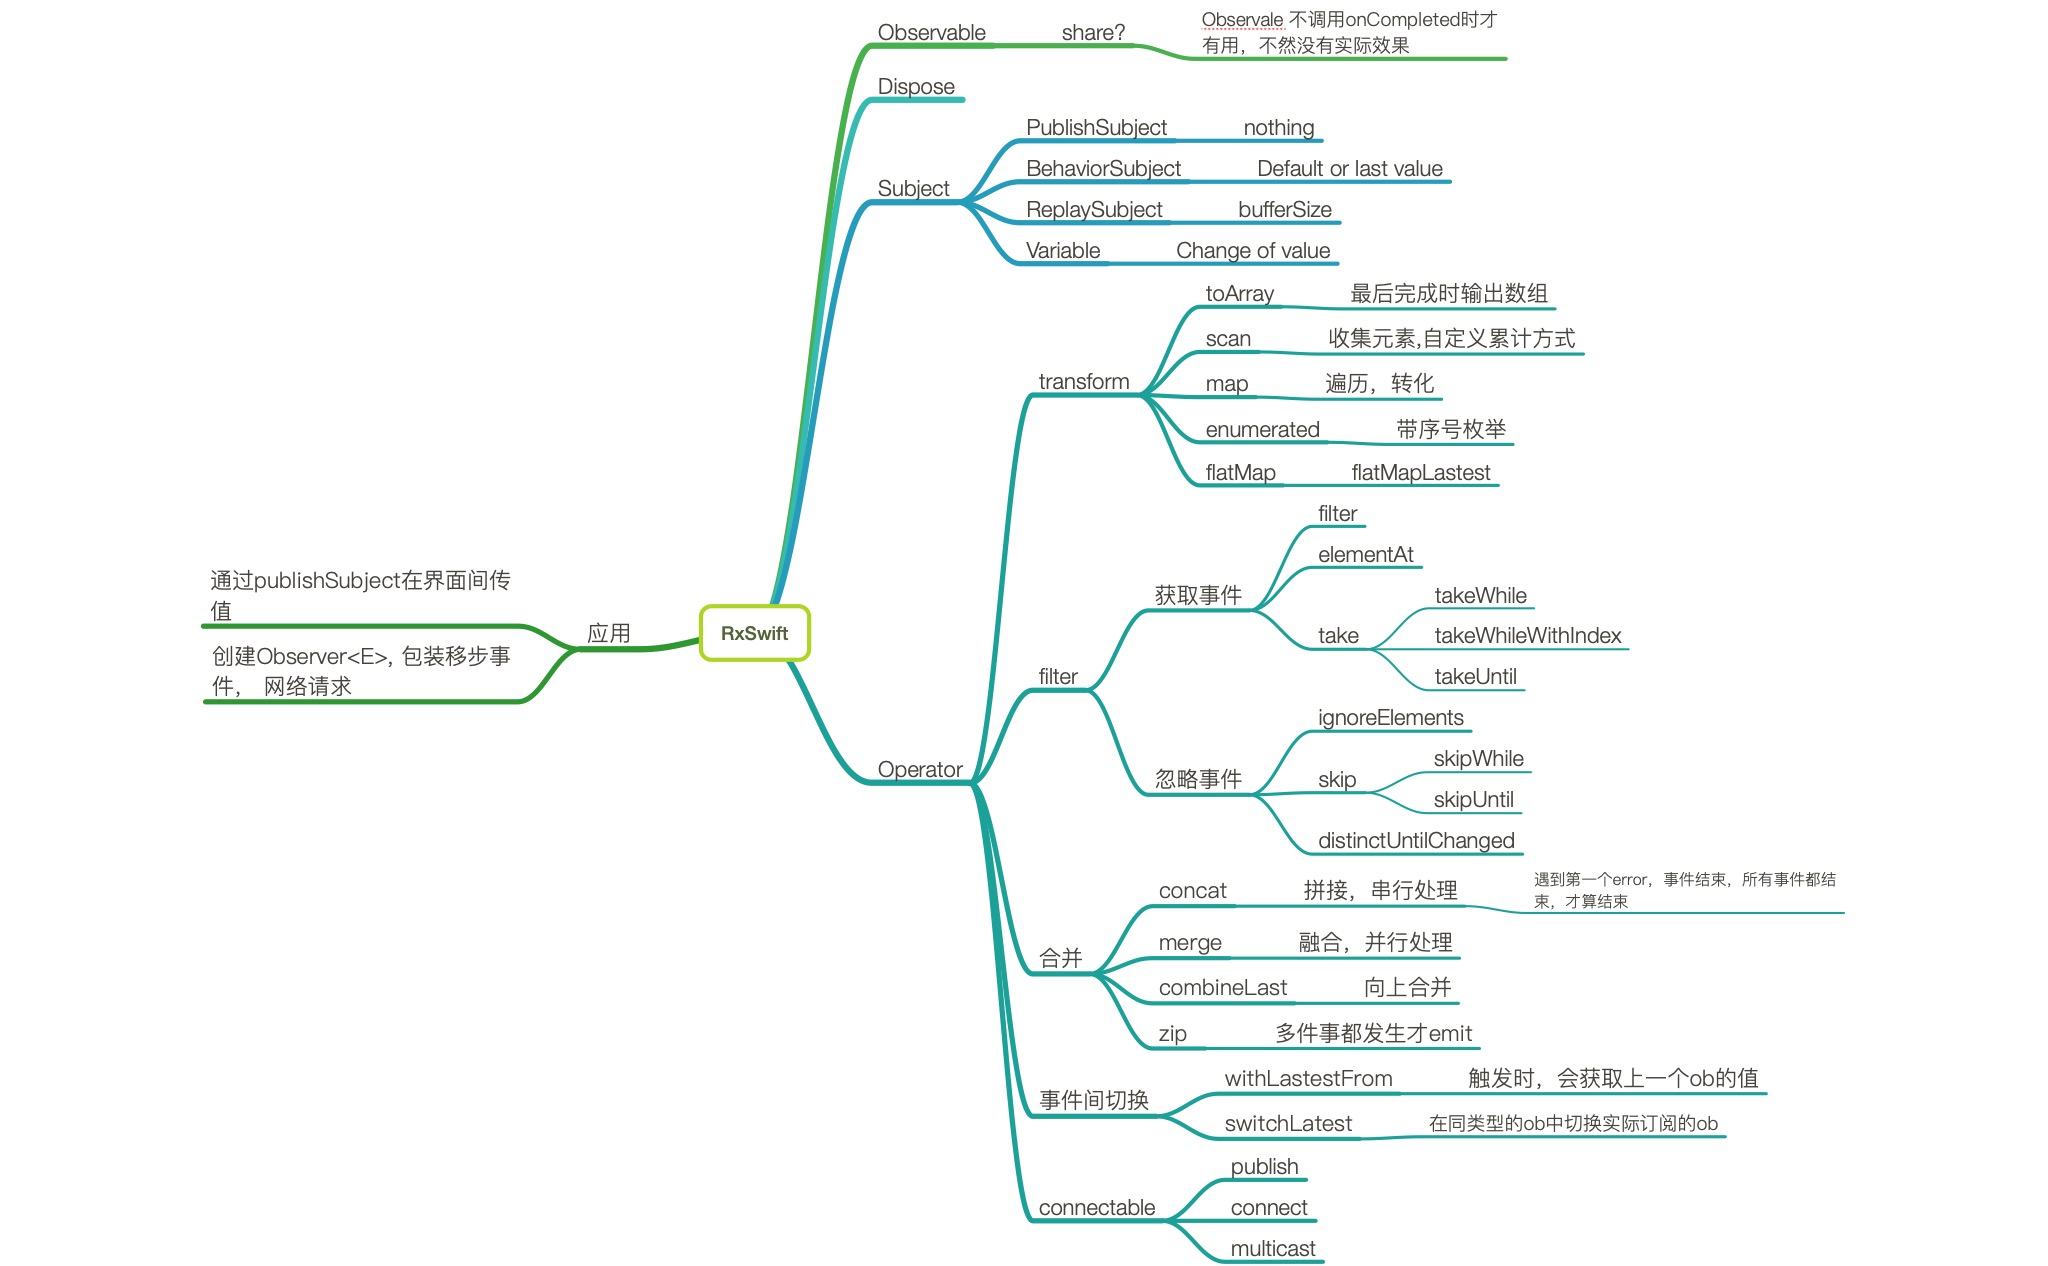 Observable
share?
Observale 不调用onCompleted时才
有用，不然没有实际效果
Dispose
Subject
PublishSubject
nothing
BehaviorSubject
Default or last value
ReplaySubject
bufferSize
Variable
Change of value
RxSwift
应用
通过publishSubject在界面间传
值
创建Observer<E>, 包装移步事
件， 网络请求
Operator
transform
toArray
最后完成时输出数组
scan
收集元素,自定义累计方式
map
遍历，转化
enumerated
带序号枚举
flatMap
flatMapLastest
filter
获取事件
filter
elementAt
take
takeWhile
takeWhileWithIndex
takeUntil
忽略事件
ignoreElements
skip
skipWhile
skipUntil
distinctUntilChanged
合并
concat
拼接，串行处理
遇到第一个error，事件结束，所有事件都结
束，才算结束
merge
融合，并行处理
combineLast
向上合并
zip
多件事都发生才emit
事件间切换
withLastestFrom
触发时，会获取上一个ob的值
switchLatest
在同类型的ob中切换实际订阅的ob
connectable
publish
connect
multicast